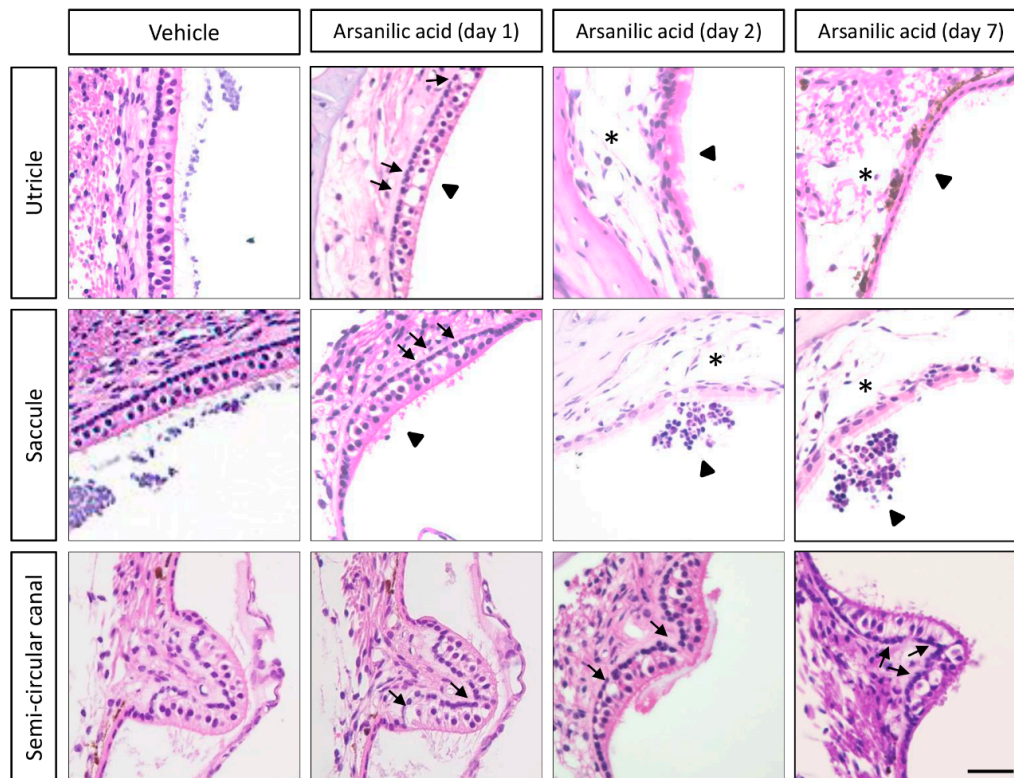 Vehicle
Arsanilic acid (day 1)
Arsanilic acid (day 2)
Arsanilic acid (day 7)
Utricle
*
*
Saccule
*
*
Semi-circular canal